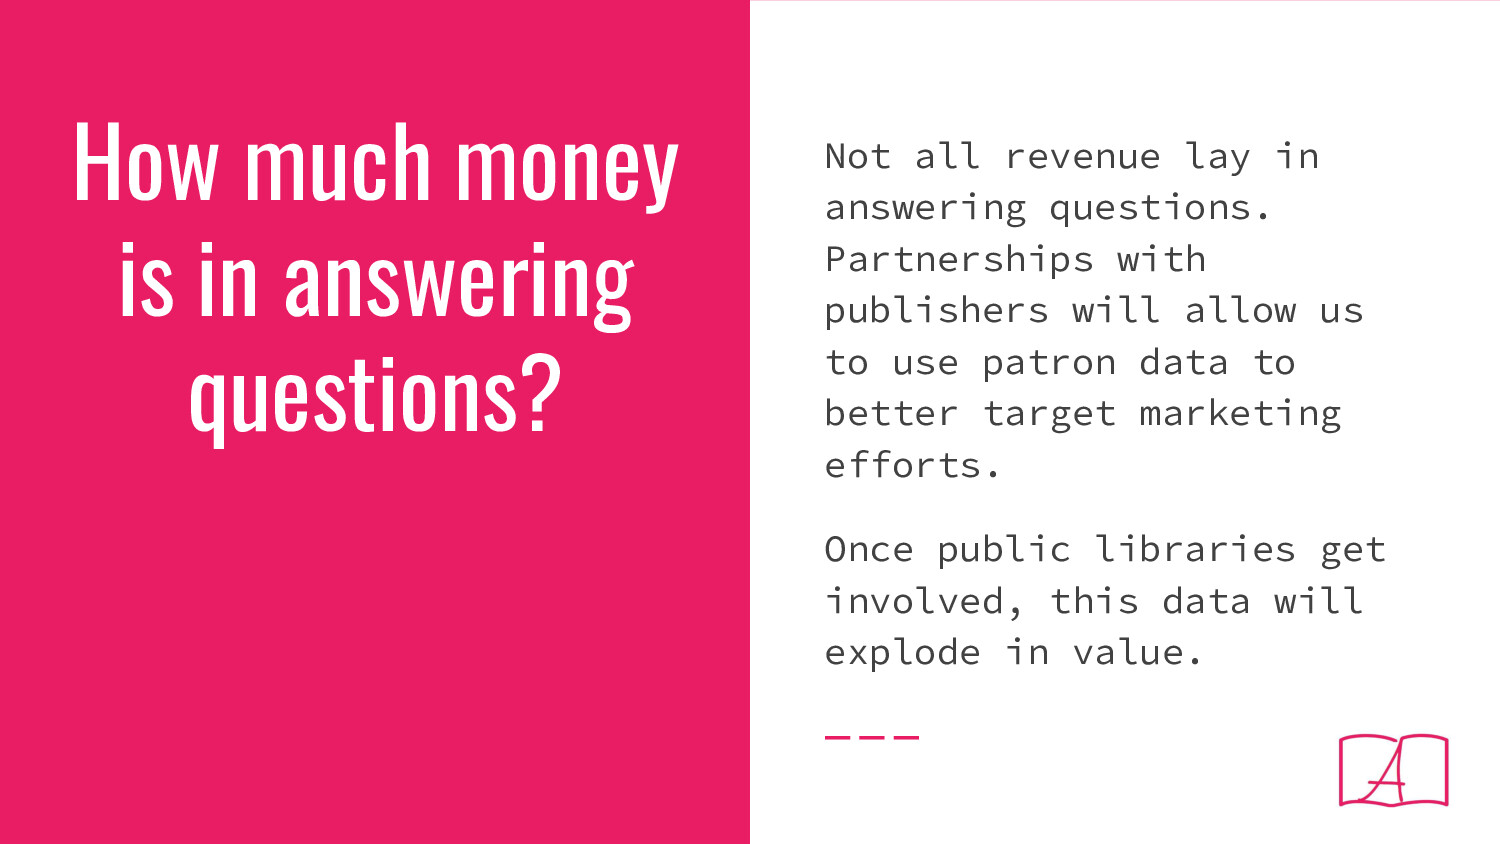 How much money
is in answering
questions?
Not all revenue lay in
answering questions.
Partnerships with
publishers will allow us
to use patron data to
better target marketing
efforts.
Once public libraries get
involved, this data will
explode in value.
A